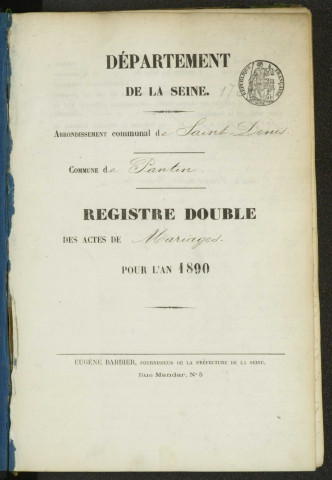 DÉPARTEMENT
DE LA SEINE.
ARRONDISSEMENT communal de Saint-Denis
COMMUNE de Pantin
REGISTRE DOUBLE
DES ACTES DE Mariages.
POUR L'AN 1890
EUGÈNE BARBIER, FOURNISSEUR DE LA PRÉFECTURE DE LA SEINE,
Rue Mandar, Nº 5